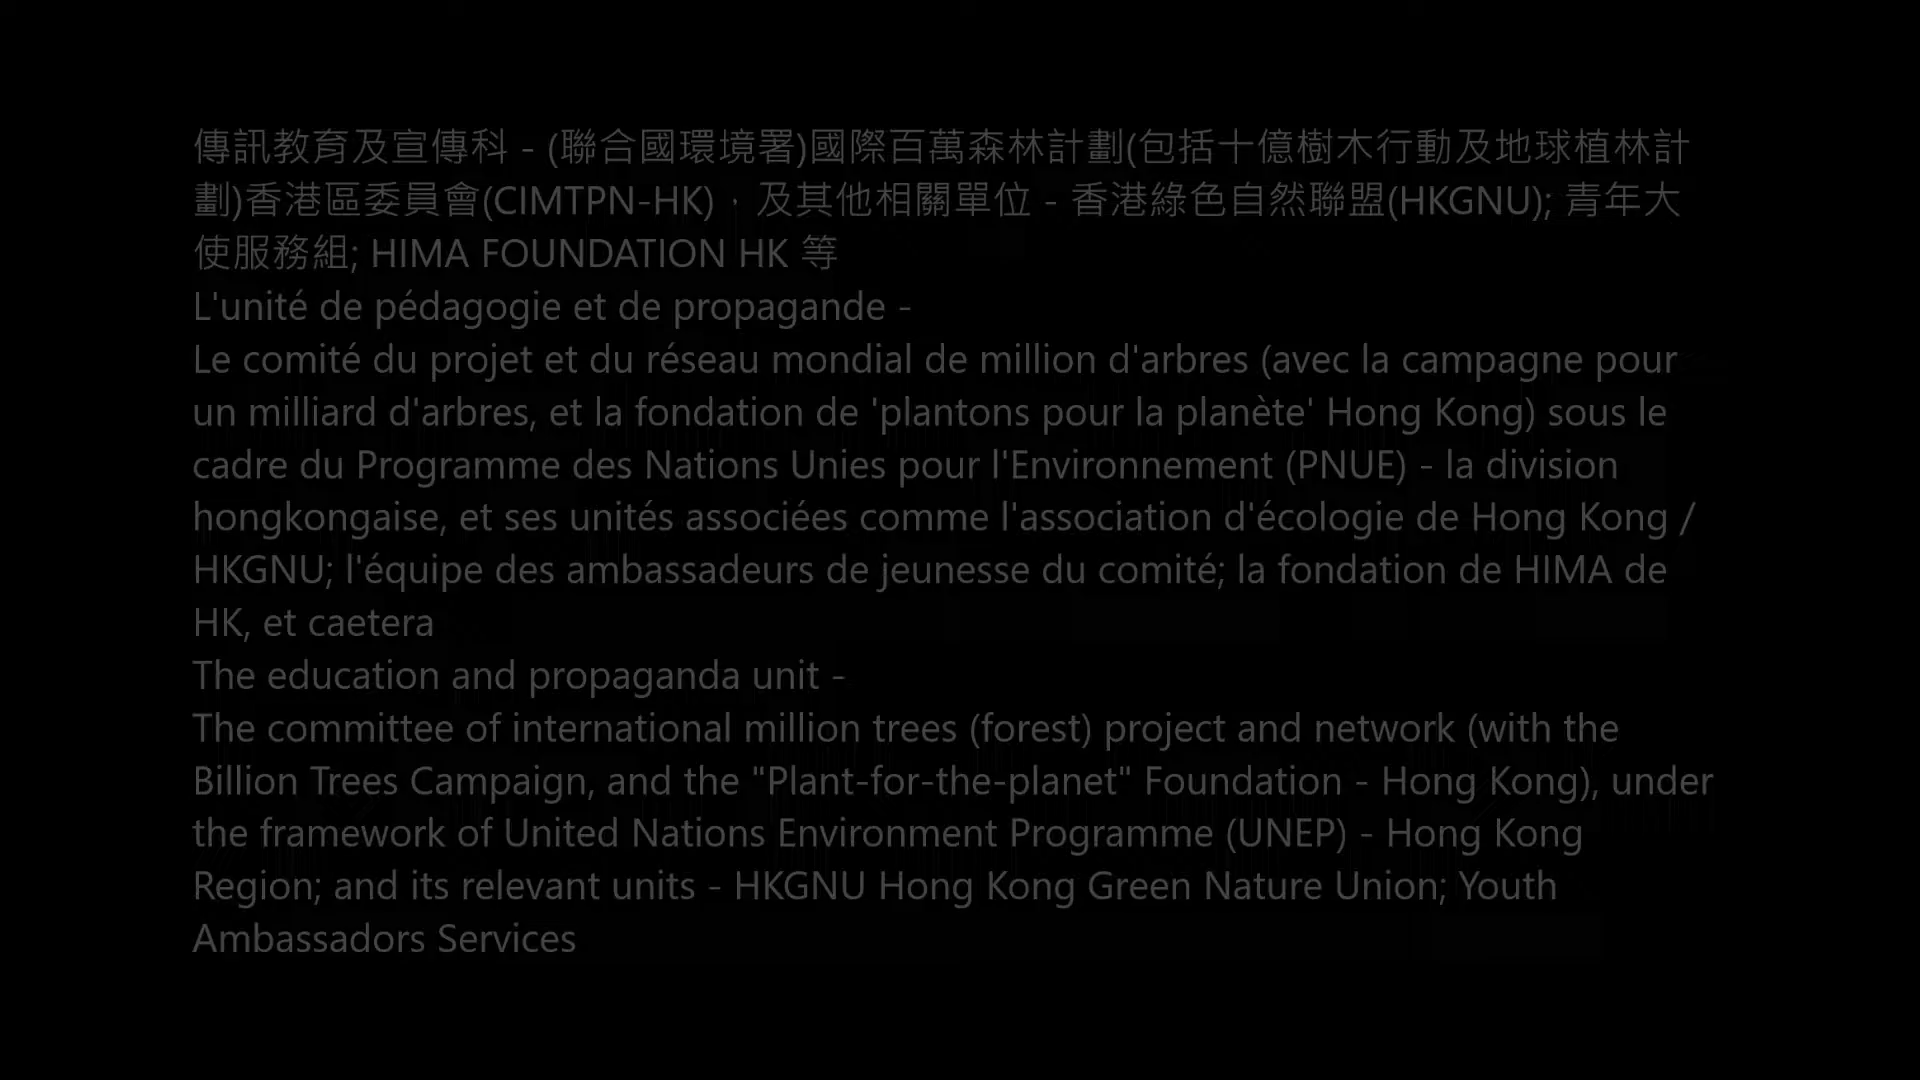 傳訊教育及宣傳科 - (聯合國環境署)國際百萬森林計劃(包括十億樹木行動及地球植林計
劃)香港區委員會(CIMTPN-HK)，及其他相關單位 - 香港綠色自然聯盟(HKGNU); 青年大
使服務組; HIMA FOUNDATION HK 等
L'unité de pédagogie et de propagande -
Le comité du projet et du réseau mondial de million d'arbres (avec la campagne pour
un milliard d'arbres, et la fondation de 'plantons pour la planète' Hong Kong) sous le
cadre du Programme des Nations Unies pour l'Environnement (PNUE) - la division
hongkongaise, et ses unités associées comme l'association d'écologie de Hong Kong /
HKGNU; l'équipe des ambassadeurs de jeunesse du comité; la fondation de HIMA de
HK, et caetera
The education and propaganda unit -
The committee of international million trees (forest) project and network (with the
Billion Trees Campaign, and the "Plant-for-the-planet" Foundation - Hong Kong), under
the framework of United Nations Environment Programme (UNEP) - Hong Kong
Region; and its relevant units - HKGNU Hong Kong Green Nature Union; Youth
Ambassadors Services